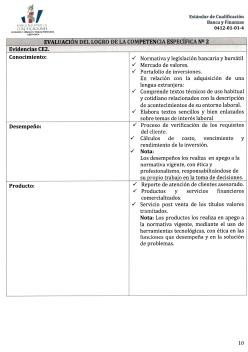 Estándar de Cualificación
Banca y Finanzas
0412-01-01-4
EVALUACIÓN DEL LOGRO DE LA COMPETENCIA ESPECÍFICA Nº 2
Evidencias CE2.
Conocimiento:
✓ Normativa y legislación bancaria y bursátil
✓ Mercado de valores.
✓ Portafolio de inversiones.
En relación con la adquisición de una
lengua extranjera:
✓ Comprende textos técnicos de uso habitual
y cotidiano relacionados con la descripción
de acontecimientos de su entorno laboral.
✓ Elabora textos sencillos y bien enlazados
sobre temas de interés laboral
Desempeño:
✓ Proceso de verificación de los requisitos
del cliente.
✓ Cálculos de costo, vencimiento y
rendimiento de la inversión.
✓ Nota:
Los desempeños los realiza en apego a la
normativa vigente, con ética y
profesionalismo, responsabilizándose de
su propio trabajo en la toma de decisiones.
Producto:
✓ Reporte de atención de clientes asesorado.
✓ Productos y servicios financieros
comercializados.
✓ Servicio post venta de los títulos valores
tramitados.
Nota: Los productos los realiza en apego a
la normativa vigente, mediante el uso de
herramientas tecnológicas, con ética en las
funciones que desempeña y en la solución
de problemas.
10